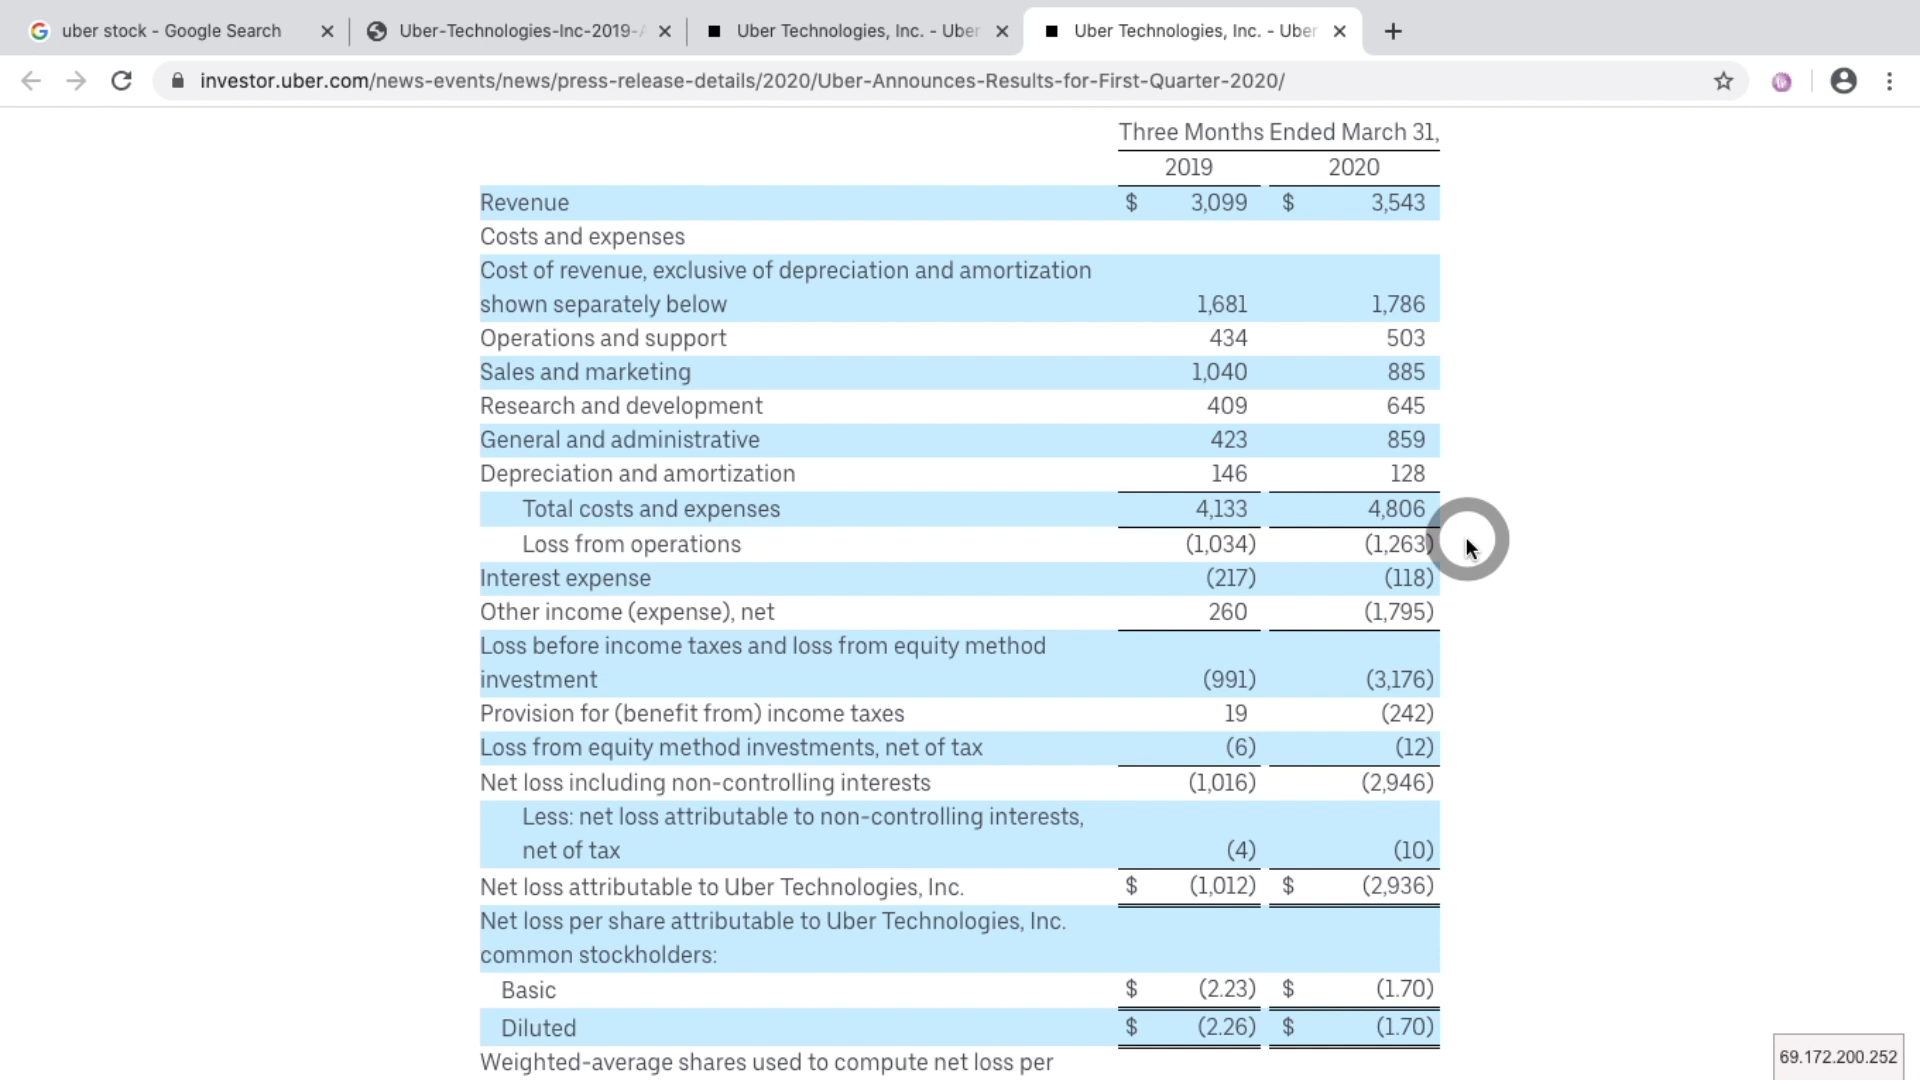 uber stock - Google Search
Uber-Technologies-Inc-2019-
Uber Technologies, Inc. - Uber
Uber Technologies, Inc. - Uber
investor.uber.com/news-events/news/press-release-details/2020/Uber-Announces-Results-for-First-Quarter-2020/
Three Months Ended March 31,
2019 2020
Revenue $ 3,099 $ 3,543
Costs and expenses
Cost of revenue, exclusive of depreciation and amortization
shown separately below 1,681 1,786
Operations and support 434 503
Sales and marketing 1,040 885
Research and development 409 645
General and administrative 423 859
Depreciation and amortization 146 128
Total costs and expenses 4,133 4,806
Loss from operations (1,034) (1,263)
Interest expense (217) (118)
Other income (expense), net 260 (1,795)
Loss before income taxes and loss from equity method
investment (991) (3,176)
Provision for (benefit from) income taxes 19 (242)
Loss from equity method investments, net of tax (6) (12)
Net loss including non-controlling interests (1,016) (2,946)
Less: net loss attributable to non-controlling interests,
net of tax (4) (10)
Net loss attributable to Uber Technologies, Inc. $ (1,012) $ (2,936)
Net loss per share attributable to Uber Technologies, Inc.
common stockholders:
Basic $ (2.23) $ (1.70)
Diluted $ (2.26) $ (1.70)
Weighted-average shares used to compute net loss per
69.172.200.252